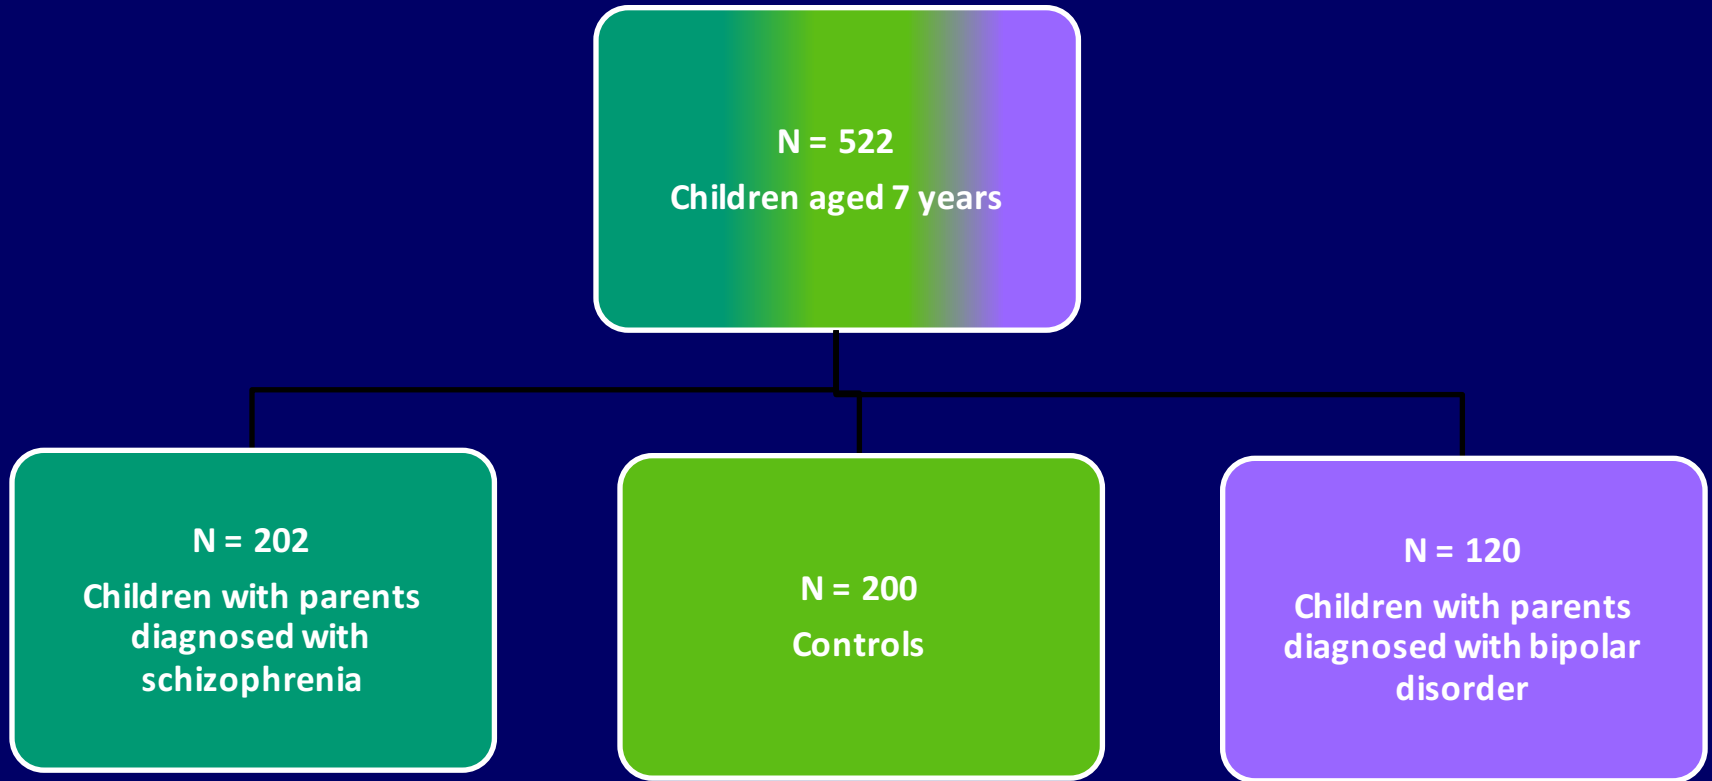 N = 522
Children aged 7 years
N = 202
Children with parents
diagnosed with
schizophrenia
N = 200
Controls
N = 120
Children with parents
diagnosed with bipolar
disorder